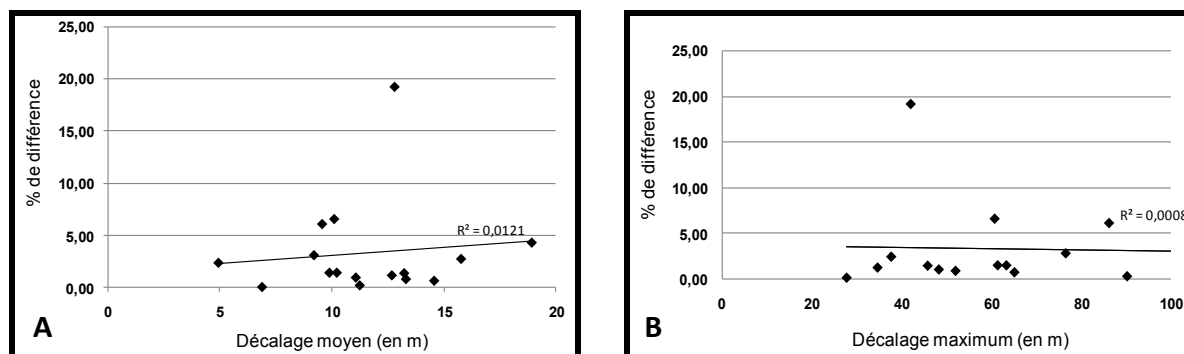 25,00
20,00
15,00
10,00
5,00
0,00
% de différence
R² = 0,0121
0
5
10
15
20
A
Décalage moyen (en m)
25,00
20,00
15,00
10,00
5,00
0,00
% de différence
R² = 0,0008
0
20
40
60
80
100
B
Décalage maximum (en m)